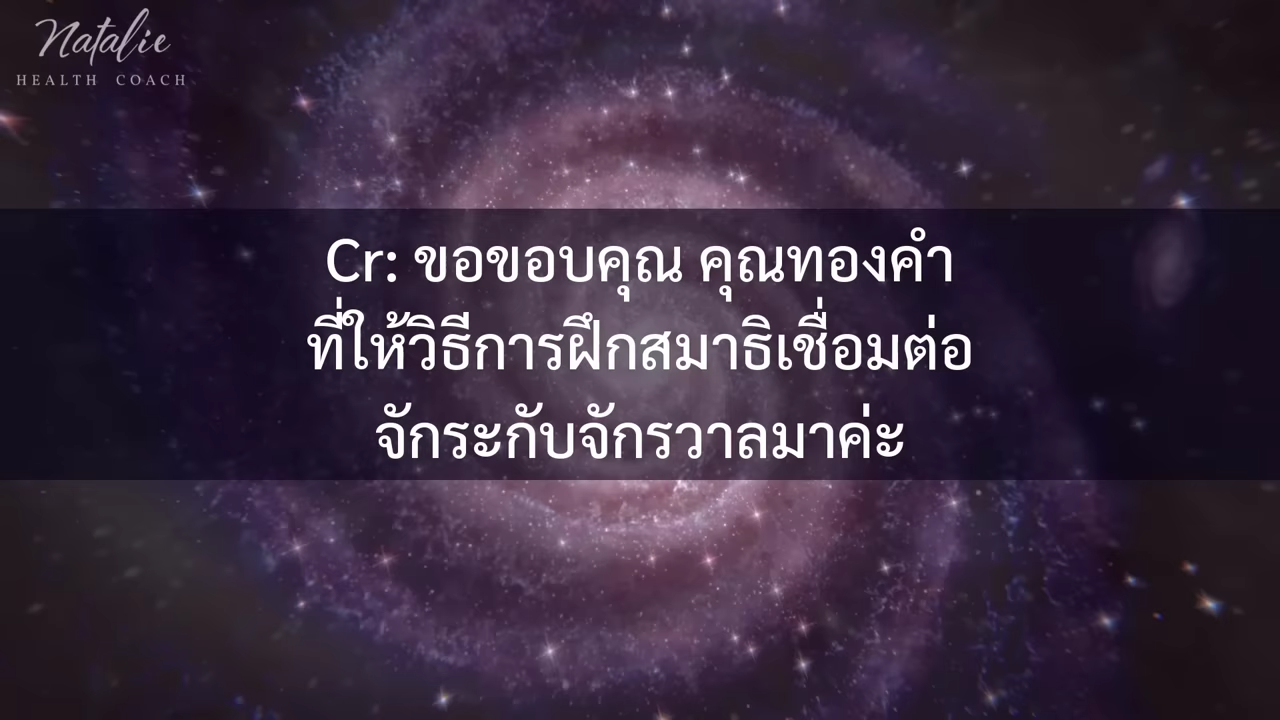 Natalie
HEALTH COACH
Cr: ขอขอบคุณ คุณทองคำ
ที่ให้วิธีการฝึกสมาธิเชื่อมต่อ
จักระกับจักรวาลมาค่ะ